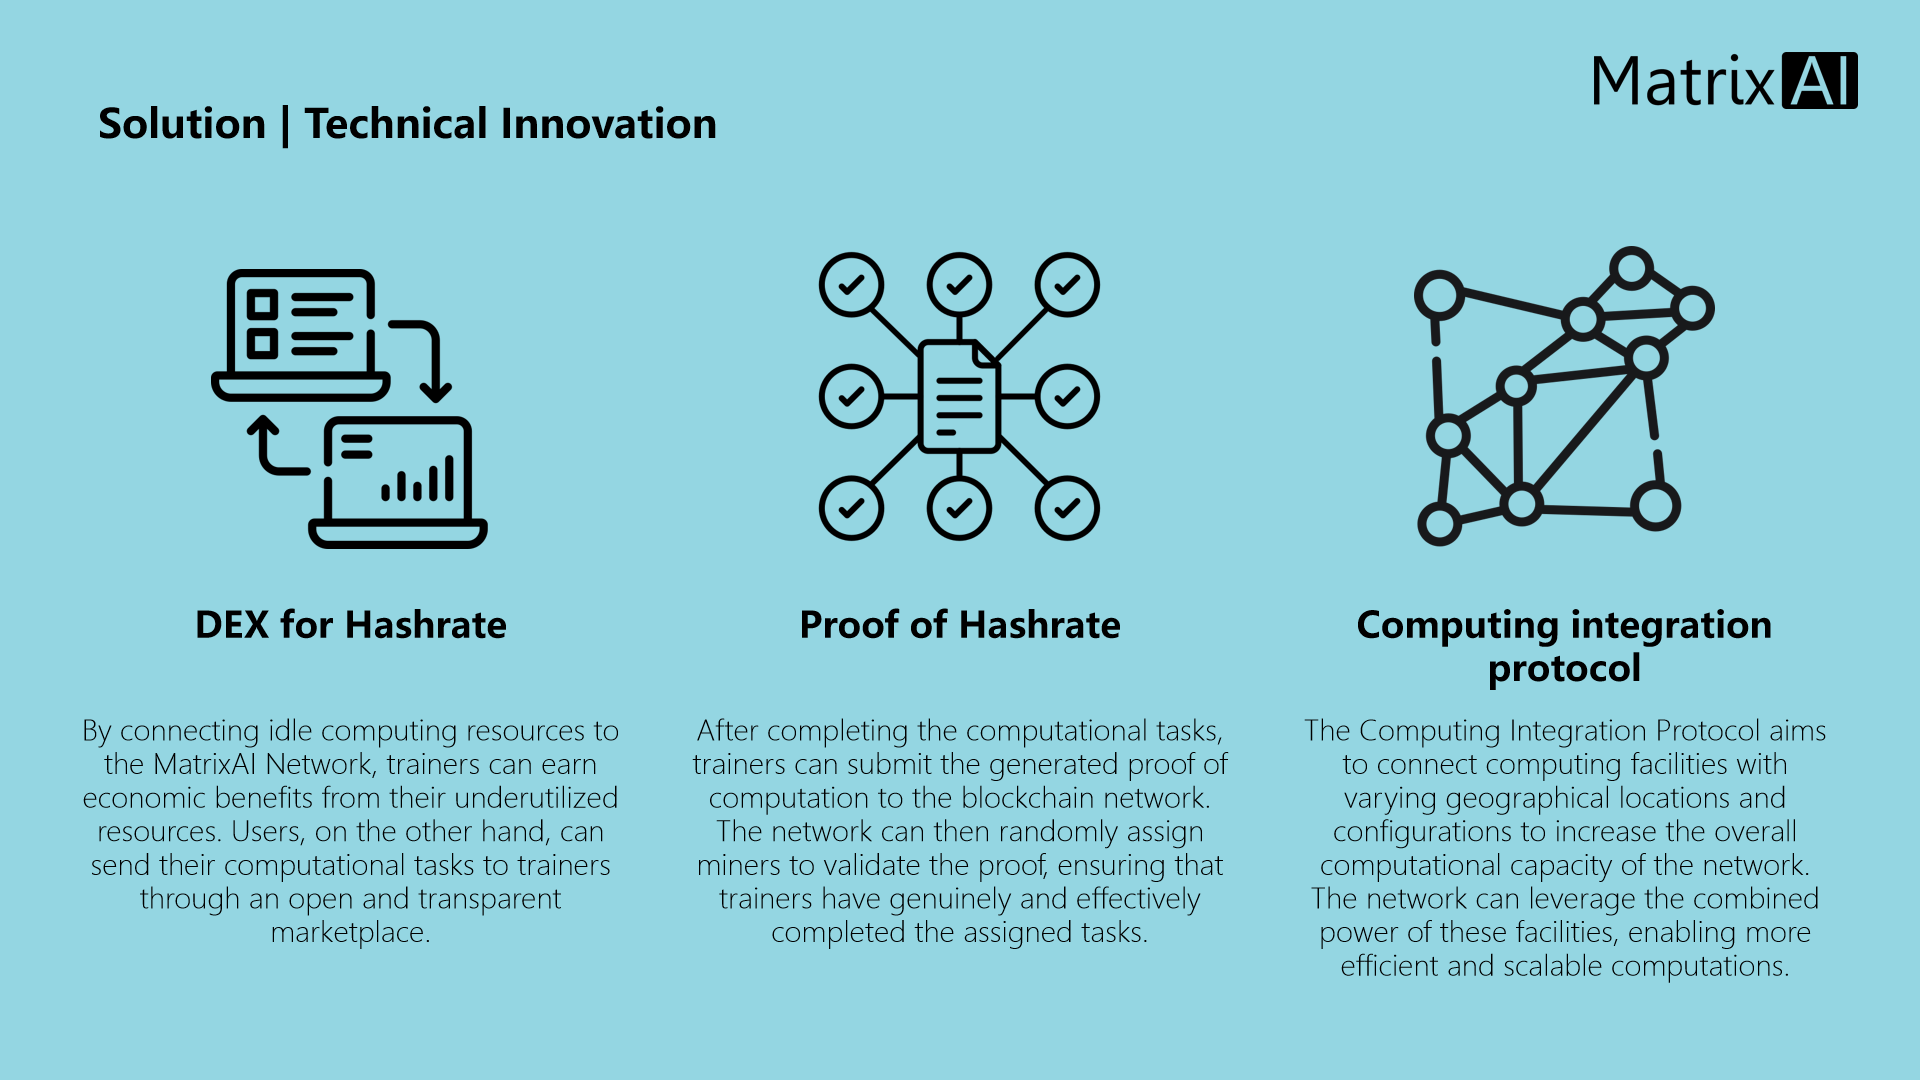 MatrixAI
Solution | Technical Innovation
DEX for Hashrate
By connecting idle computing resources to
the MatrixAI Network, trainers can earn
economic benefits from their underutilized
resources. Users, on the other hand, can
send their computational tasks to trainers
through an open and transparent
marketplace.
Proof of Hashrate
After completing the computational tasks,
trainers can submit the generated proof of
computation to the blockchain network.
The network can then randomly assign
miners to validate the proof, ensuring that
trainers have genuinely and effectively
completed the assigned tasks.
Computing integration
protocol
The Computing Integration Protocol aims
to connect computing facilities with
varying geographical locations and
configurations to increase the overall
computational capacity of the network.
The network can leverage the combined
power of these facilities, enabling more
efficient and scalable computations.